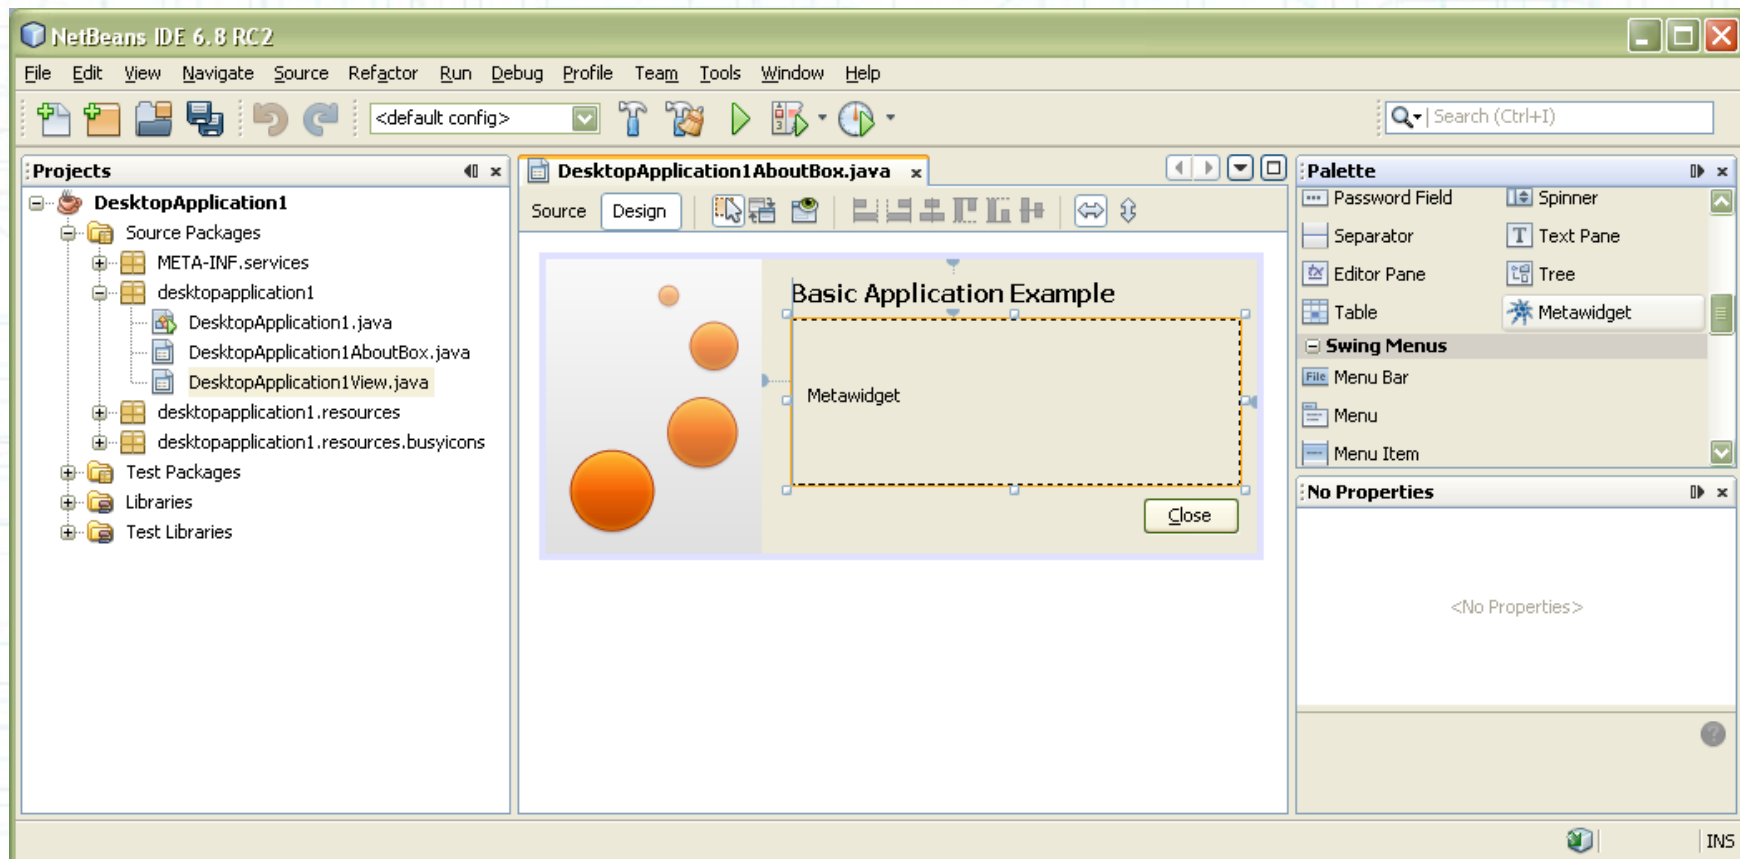 NetBeans IDE 6.8 RC2
File Edit View Navigate Source Refactor Run Debug Profile Team Tools Window Help
<default config>
Search (Ctrl+I)
Projects
DesktopApplication1
Source Packages
META-INF.services
desktopapplication1
DesktopApplication1.java
DesktopApplication1AboutBox.java
DesktopApplication1View.java
desktopapplication1.resources
desktopapplication1.resources.busyicons
Test Packages
Libraries
Test Libraries
DesktopApplication1AboutBox.java
Source Design
Basic Application Example
Metawidget
Close
Palette
Password Field Spinner
Separator Text Pane
Editor Pane Tree
Table Metawidget
Swing Menus
File Menu Bar
Menu
Menu Item
No Properties
<No Properties>
INS